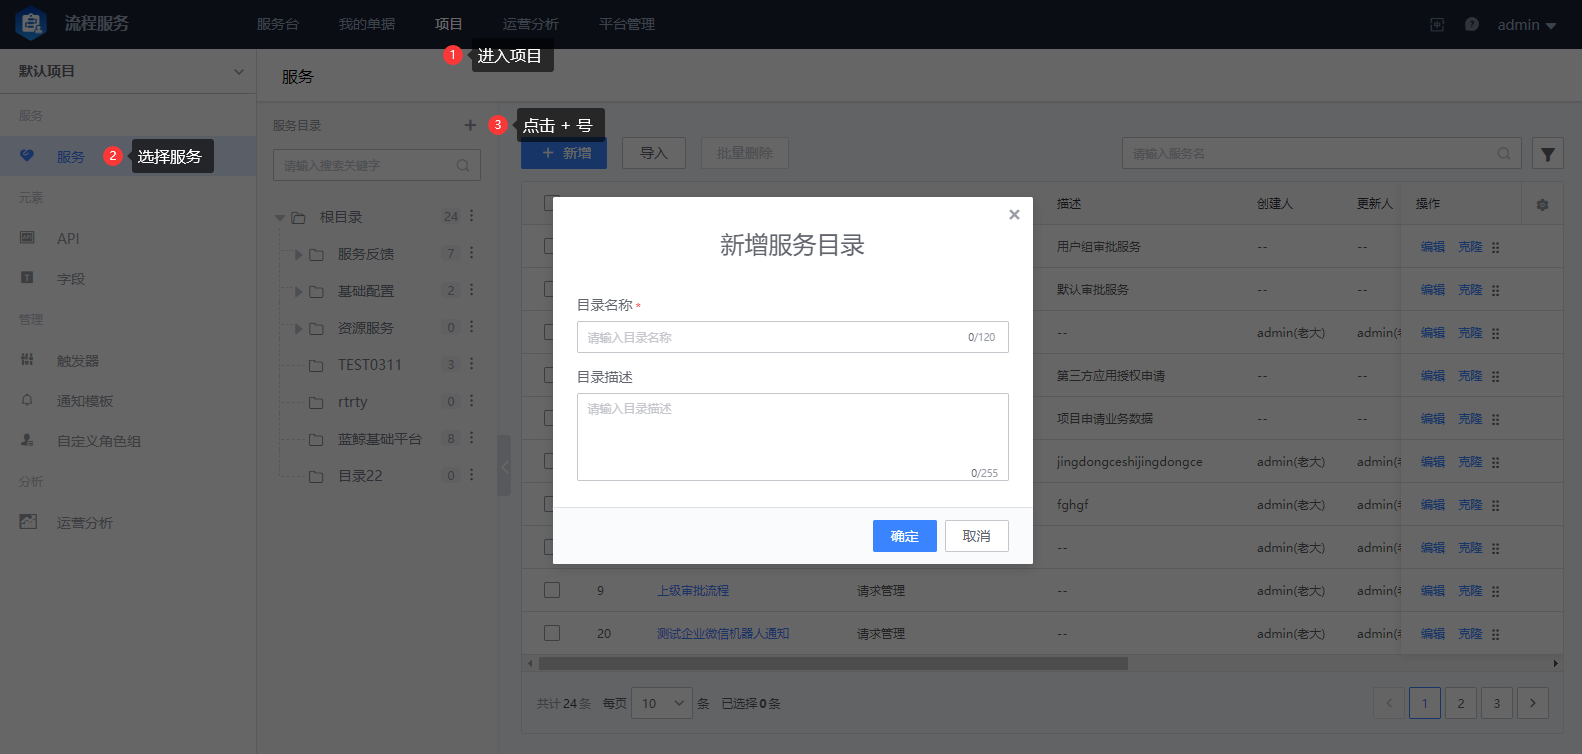 流程服务
服务台 我的单据 项目 运营分析 平台管理
admin
1 进入项目
默认项目
服务
服务
服务目录
3 点击 + 号
服务
2 选择服务
请输入搜索关键字
+ 新增 导入 批量删除
请输入服务名
元素
API
字段
管理
触发器
通知模板
自定义角色组
分析
运营分析
根目录 24
服务反馈 7
基础配置 2
资源服务 0
TEST0311 3
rtrty 0
蓝鲸基础平台 8
目录22 0
新增服务目录
目录名称 *
请输入目录名称 0/120
目录描述
请输入目录描述
0/255
确定 取消
描述 创建人 更新人 操作
用户组审批服务 -- -- 编辑 克隆
默认审批服务 -- -- 编辑 克隆
-- admin(老大) admin(老 编辑 克隆
第三方应用授权申请 -- -- 编辑 克隆
项目申请业务数据 -- -- 编辑 克隆
jingdongceshijingdongce admin(老大) admin(老 编辑 克隆
fghgf admin(老大) admin(老 编辑 克隆
-- admin(老大) admin(老 编辑 克隆
9 上级审批流程 请求管理 -- admin(老大) admin(老 编辑 克隆
20 测试企业微信机器人通知 请求管理 -- admin(老大) admin(老 编辑 克隆
共计24条 每页 10 条 已选择0条
1 2 3